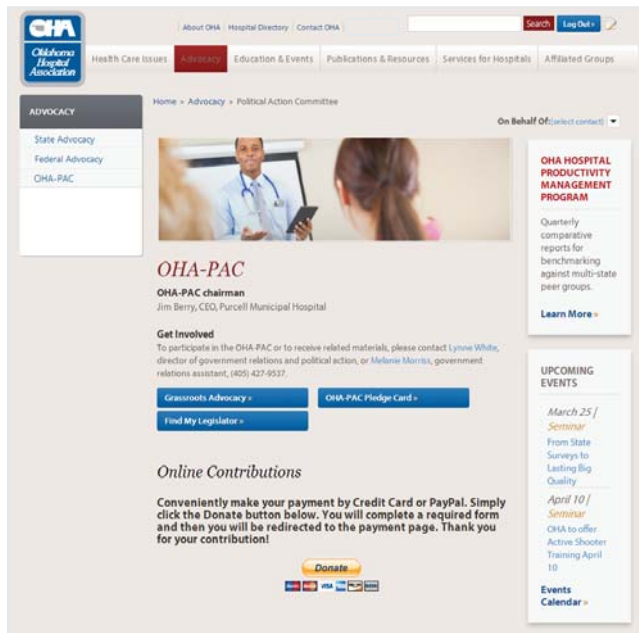 OHA
Oklahoma
Hospital
Association
About OHA | Hospital Directory | Contact OHA
Search
Log Out »
Health Care Issues
Advocacy
Education & Events
Publications & Resources
Services for Hospitals
Affiliated Groups
ADVOCACY
State Advocacy
Federal Advocacy
OHA-PAC
Home » Advocacy » Political Action Committee
On Behalf Of:(select contact)
OHA-PAC
OHA-PAC chairman
Jim Berry, CEO, Purcell Municipal Hospital
Get Involved
To participate in the OHA-PAC or to receive related materials, please contact Lynne White,
director of government relations and political action, or Melanie Morriss, government
relations assistant, (405) 427-9537.
Grassroots Advocacy »
OHA-PAC Pledge Card »
Find My Legislator »
Online Contributions
Conveniently make your payment by Credit Card or PayPal. Simply
click the Donate button below. You will complete a required form
and then you will be redirected to the payment page. Thank you
for your contribution!
Donate
VISA
OHA HOSPITAL
PRODUCTIVITY
MANAGEMENT
PROGRAM
Quarterly
comparative
reports for
benchmarking
against multi-state
peer groups.
Learn More »
UPCOMING
EVENTS
March 25 |
Seminar
From State
Surveys to
Lasting Big
Quality
April 10 |
Seminar
OHA to offer
Active Shooter
Training April
10
Events
Calendar »